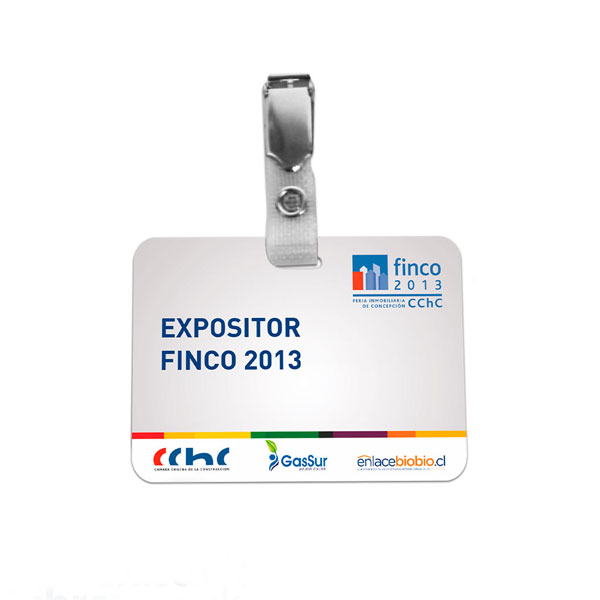 finco
2013
FERIA INMOBILIARIA
DE CONCEPCIÓN CChC
EXPOSITOR
FINCO 2013
CChC
CÁMARA CHILENA DE LA CONSTRUCCIÓN
GasSur
enlacebiobio.cl